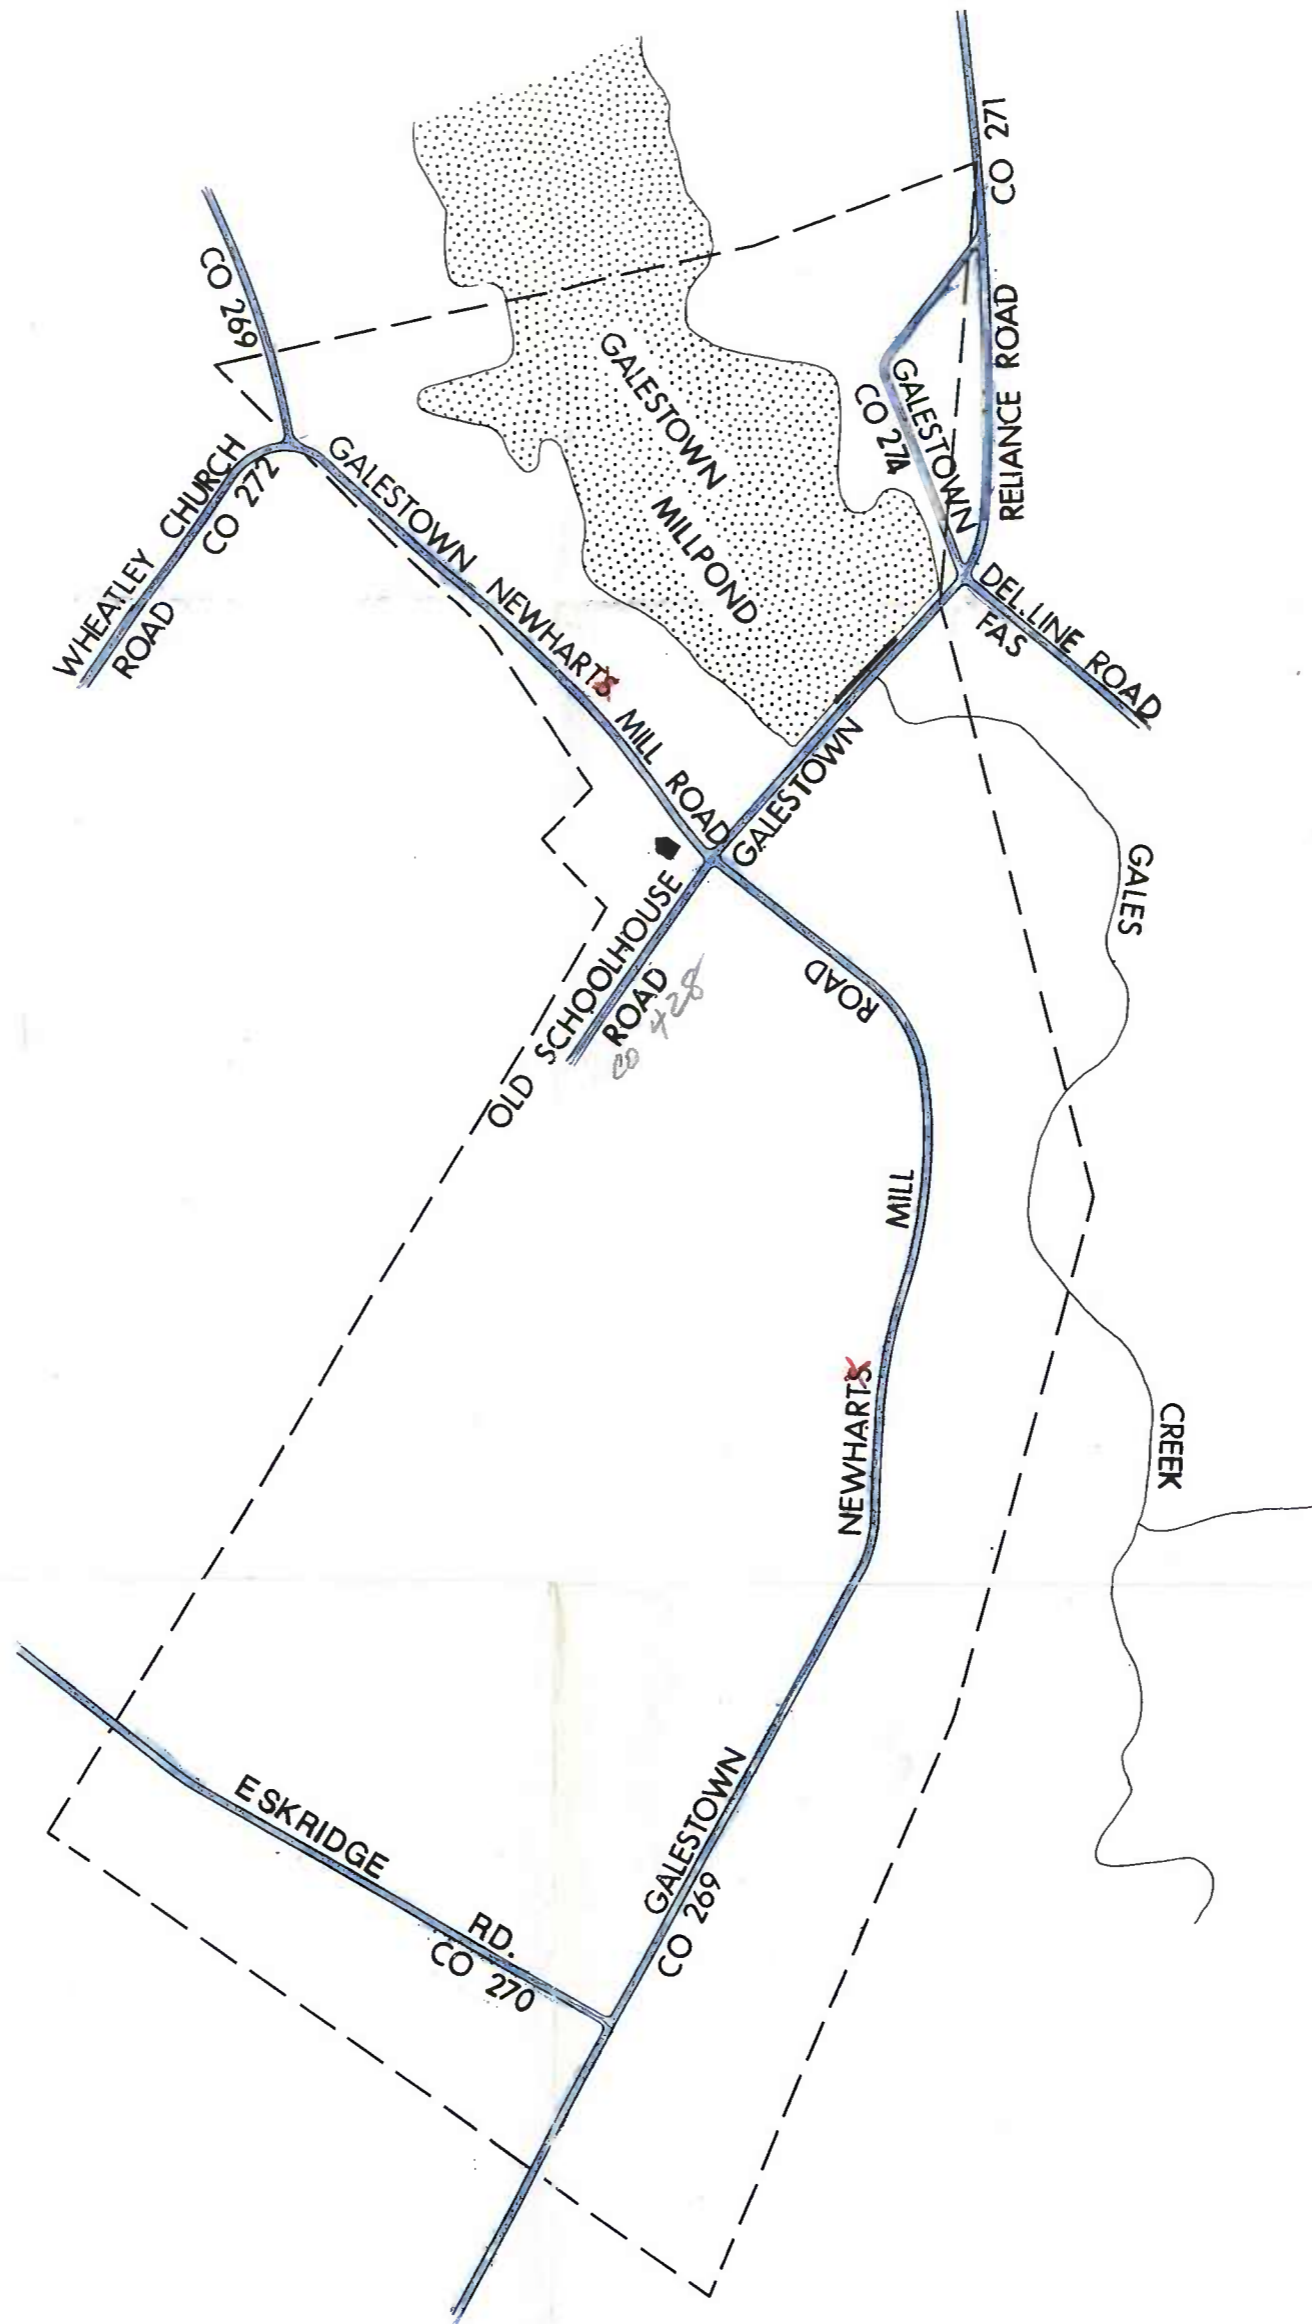 CO 271
RELIANCE ROAD
GALESTOWN
CO 274
DEL. LINE ROAD
FAS
CO 269
WHEATLEY CHURCH
ROAD
CO 272
GALESTOWN
MILLPOND
GALESTOWN NEWHARTS MILL ROAD
GALESTOWN
OLD SCHOOLHOUSE
ROAD
CO 428
GALES
CREEK
ROAD
MILL
NEWHARTS
GALESTOWN
CO 269
ESKRIDGE RD.
CO 270